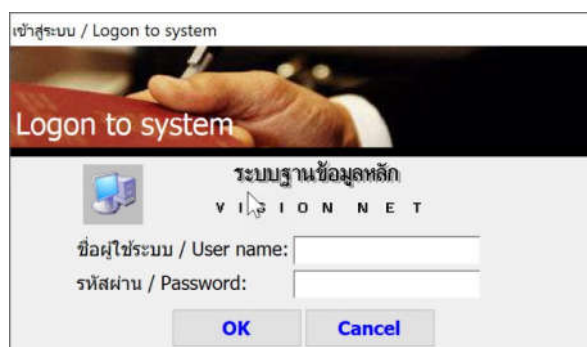 เข้าสู่ระบบ / Logon to system
Logon to system
ระบบฐานข้อมูลหลัก
VISION NET
ชื่อผู้ใช้ระบบ / User name:
รหัสผ่าน / Password:
OK Cancel